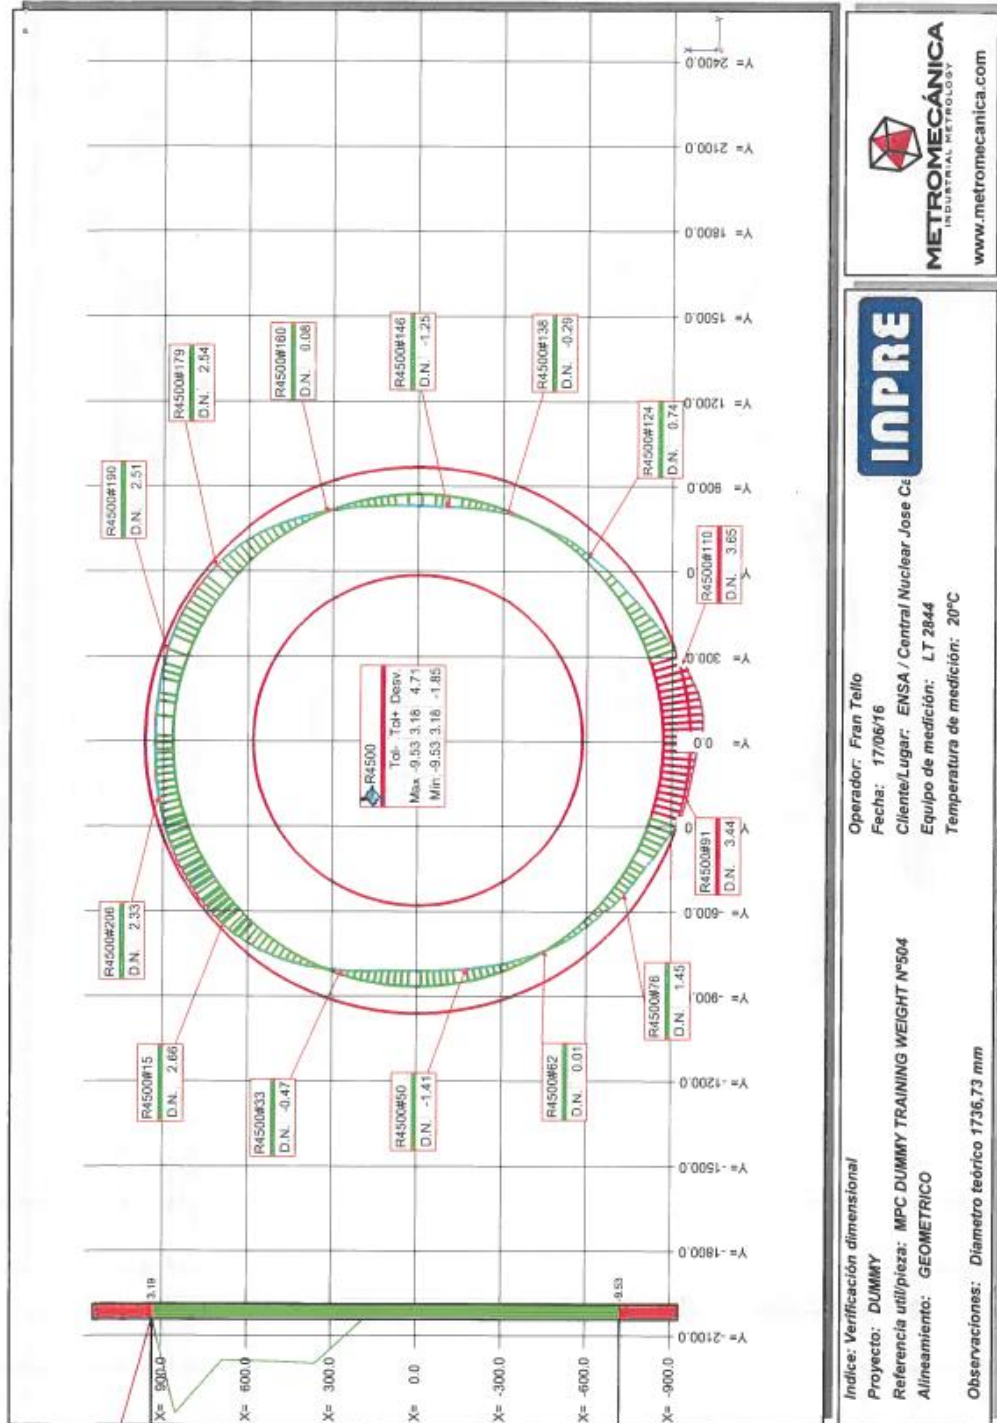 METROMECÁNICA
INDUSTRIAL METROLOGY
www.metromecanica.com
INPRE
Operador: Fran Tello
Fecha: 17/06/16
Cliente/Lugar: ENSA / Central Nuclear Jose Ca
Equipo de medición: LT 2844
Temperatura de medición: 20ºC
Indice: Verificación dimensional
Proyecto: DUMMY
Referencia util/pieza: MPC DUMMY TRAINING WEIGHT Nº504
Alineamiento: GEOMETRICO
Observaciones: Diametro teórico 1736,73 mm
R4500
Tol- Tol+ Desv.
Max -9.53 3.18 4.71
Min -9.53 3.18 -1.85
R4500#206
D.N. 2.33
R4500#190
D.N. 2.51
R4500#179
D.N. 2.54
R4500#160
D.N. 0.08
R4500#146
D.N. -1.25
R4500#138
D.N. -0.29
R4500#124
D.N. 0.74
R4500#110
D.N. 3.65
R4500#91
D.N. 3.44
R4500#76
D.N. 1.45
R4500#62
D.N. 0.01
R4500#50
D.N. -1.41
R4500#33
D.N. -0.47
R4500#15
D.N. 2.66
3.19
-9.53
X= 900.0
X= 600.0
X= 300.0
X= 0.0
X= -300.0
X= -900.0
Y= -2100.0
Y= -1800.0
Y= -1500.0
Y= -1200.0
Y= -900.0
Y= -600.0
Y= 0.0
Y= 300.0
Y= 900.0
Y= 1200.0
Y= 1500.0
Y= 1800.0
Y= 2100.0
Y= 2400.0